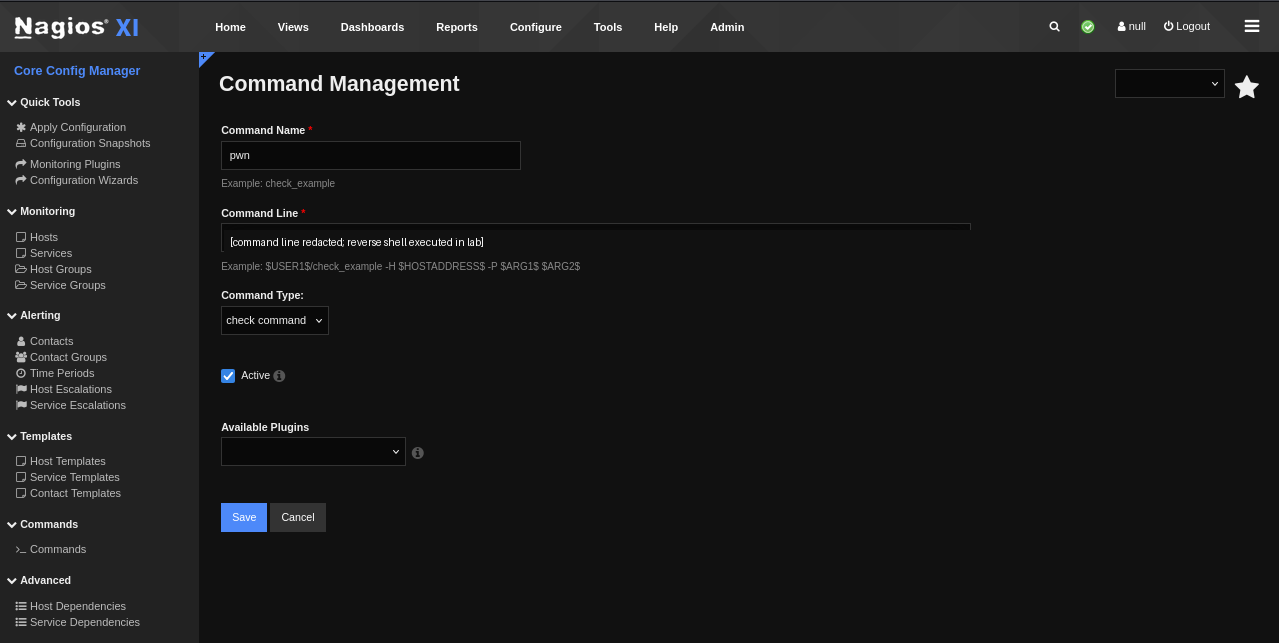 Nagios® XI
Home Views Dashboards Reports Configure Tools Help Admin
null Logout
Core Config Manager
Quick Tools
Apply Configuration
Configuration Snapshots
Monitoring Plugins
Configuration Wizards
Monitoring
Hosts
Services
Host Groups
Service Groups
Alerting
Contacts
Contact Groups
Time Periods
Host Escalations
Service Escalations
Templates
Host Templates
Service Templates
Contact Templates
Commands
Commands
Advanced
Host Dependencies
Service Dependencies
Command Management
Command Name *
pwn
Example: check_example
Command Line *
[command line redacted; reverse shell executed in lab]
Example: $USER1$/check_example -H $HOSTADDRESS$ -P $ARG1$ $ARG2$
Command Type:
check command
Active
Available Plugins
Save Cancel